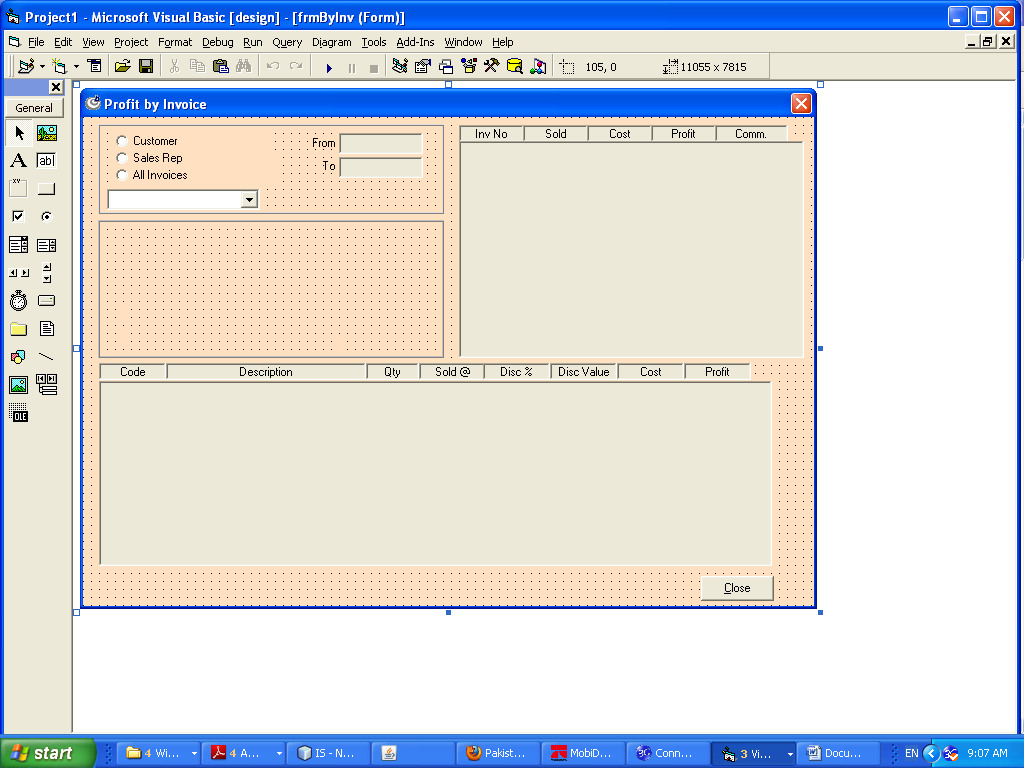 Project1 - Microsoft Visual Basic [design] - [frmByInv (Form)]
File Edit View Project Format Debug Run Query Diagram Tools Add-Ins Window Help
105, 0 11055 x 7815
General
A ab|
XY
OLE
Profit by Invoice
Customer
Sales Rep
All Invoices
From
To
Inv No Sold Cost Profit Comm.
Code Description Qty Sold @ Disc % Disc Value Cost Profit
Close
start 4 Wi... 4 A... IS - N... Pakist... MobiD... Conn... 3 Vi... Docu... EN 9:07 AM